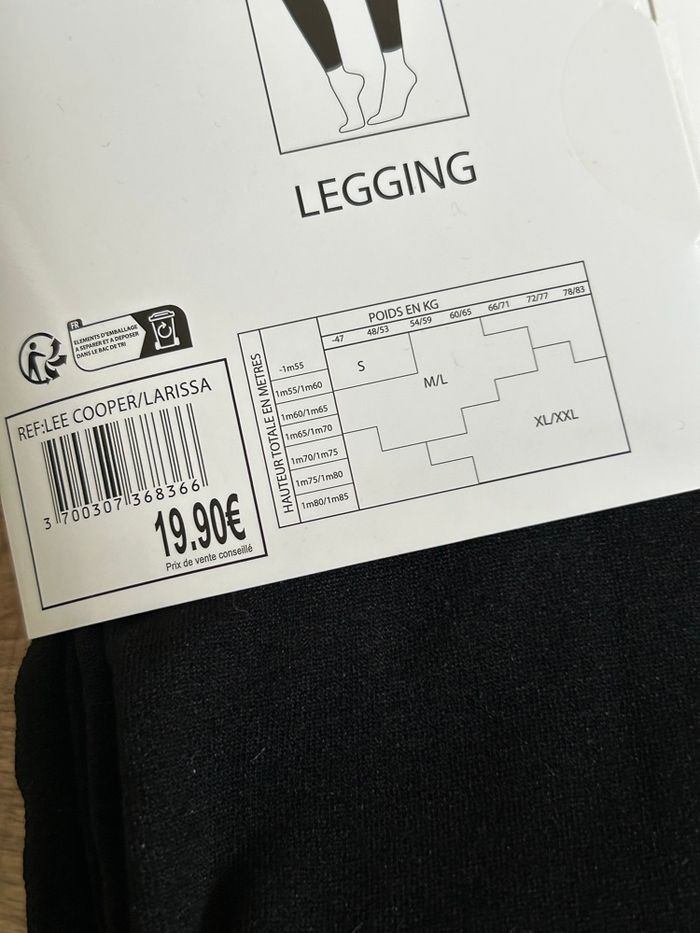 LEGGING
FR
ELEMENTS D'EMBALLAGE
A SEPARER ET A DEPOSER
DANS LE BAC DE TRI
REF:LEE COOPER/LARISSA
3 700307 368366
19.90€
Prix de vente conseillé
POIDS EN KG
-47 48/53 54/59 60/65 66/71 72/77 78/83
HAUTEUR TOTALE EN METRES
-1m55
1m55/1m60
1m60/1m65
1m65/1m70
1m70/1m75
1m75/1m80
1m80/1m85
S
M/L
XL/XXL